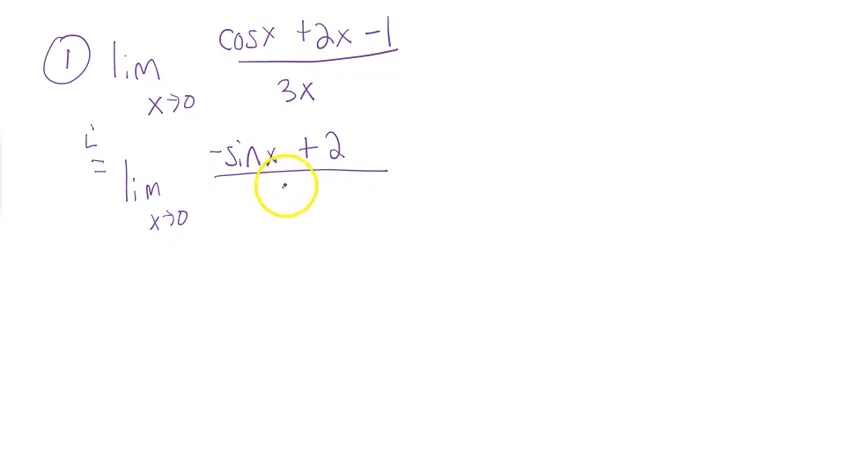 ① lim x→0 (cosx + 2x - 1) / 3x
L' = lim x→0 (-sinx + 2) /